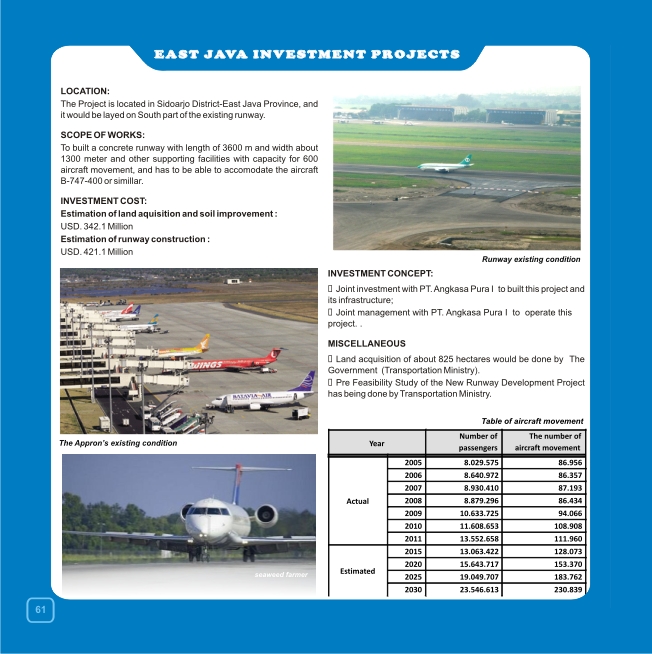 EAST JAVA INVESTMENT PROJECTS
LOCATION:
The Project is located in Sidoarjo District-East Java Province, and
it would be layed on South part of the existing runway.
SCOPE OF WORKS:
To built a concrete runway with length of 3600 m and width about
1300 meter and other supporting facilities with capacity for 600
aircraft movement, and has to be able to accomodate the aircraft
B-747-400 or simillar.
INVESTMENT COST:
Estimation of land aquisition and soil improvement :
USD. 342.1 Million
Estimation of runway construction :
USD. 421.1 Million
WINGS
BATAVIA AIR
The Appron's existing condition
seaweed farmer
Runway existing condition
INVESTMENT CONCEPT:
Joint investment with PT. Angkasa Pura I to built this project and
its infrastructure;
Joint management with PT. Angkasa Pura I to operate this
project. .
MISCELLANEOUS
Land acquisition of about 825 hectares would be done by The
Government (Transportation Ministry).
Pre Feasibility Study of the New Runway Development Project
has being done by Transportation Ministry.
Table of aircraft movement
Year Number of passengers The number of aircraft movement
Actual 2005 8.029.575 86.956
2006 8.640.972 86.357
2007 8.930.410 87.193
2008 8.879.296 86.434
2009 10.633.725 94.066
2010 11.608.653 108.908
2011 13.552.658 111.960
Estimated 2015 13.063.422 128.073
2020 15.643.717 153.370
2025 19.049.707 183.762
2030 23.546.613 230.839
61